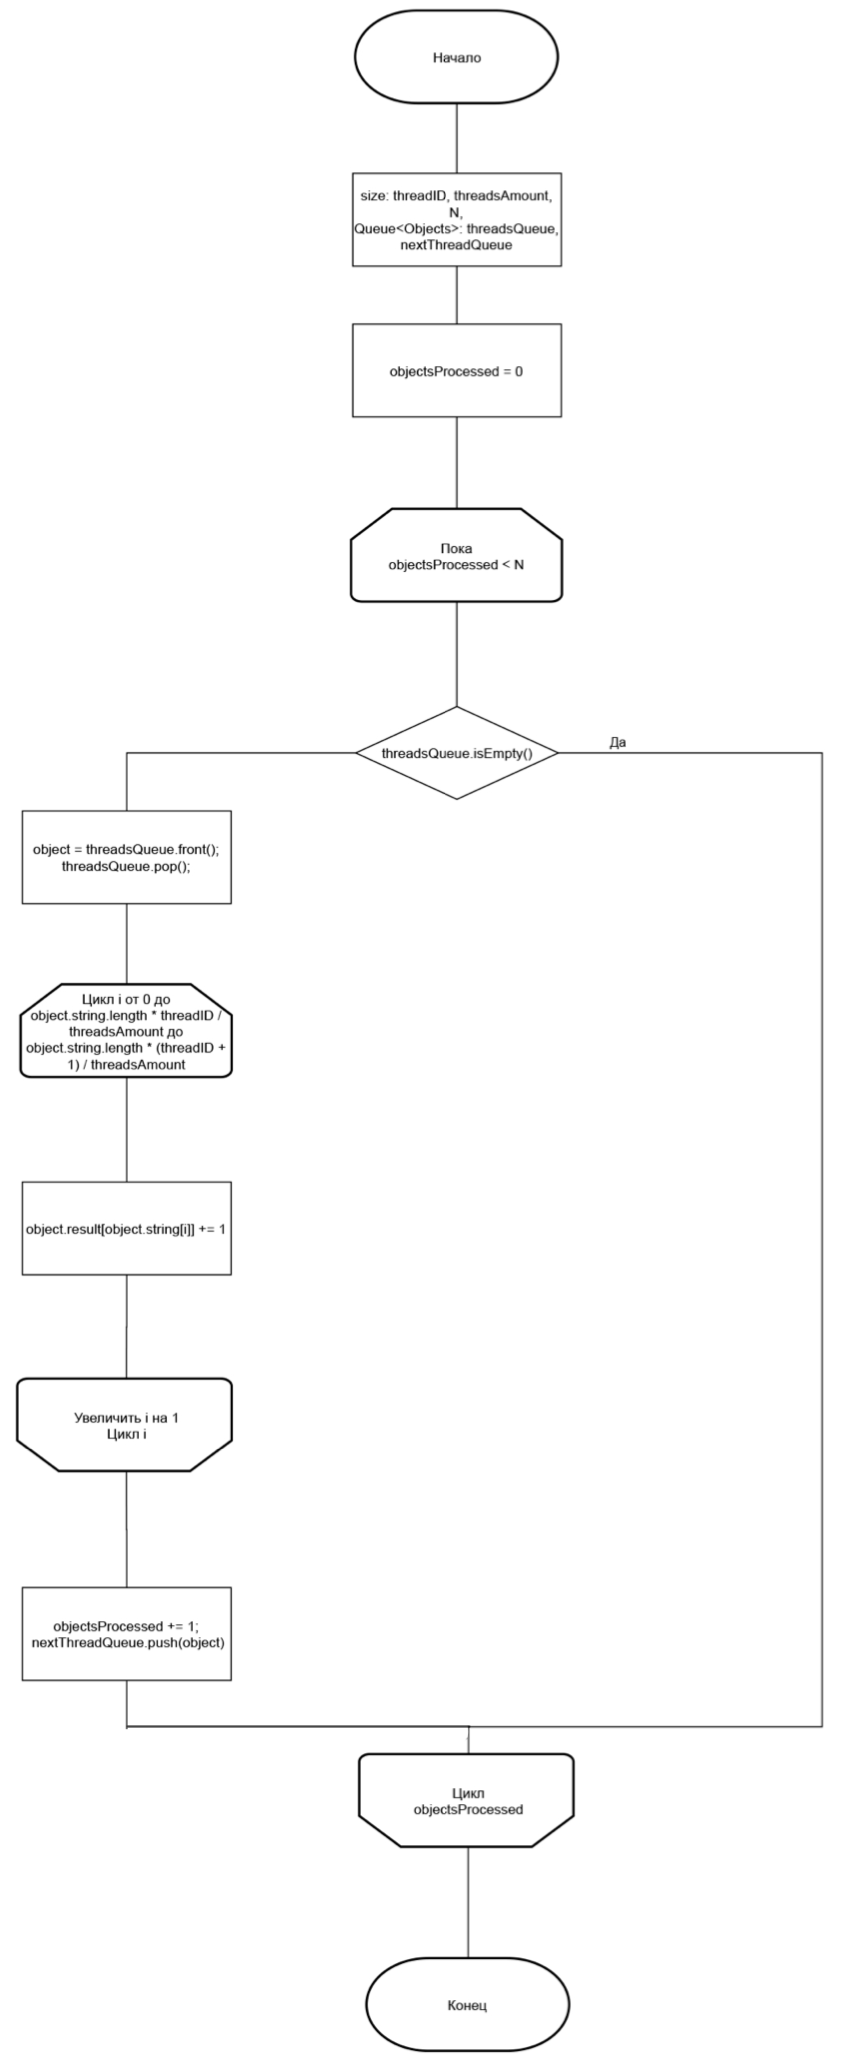 Начало
size: threadID, threadsAmount,
N,
Queue<Objects>: threadsQueue,
nextThreadQueue
objectsProcessed = 0
Пока
objectsProcessed < N
threadsQueue.isEmpty()
Да
object = threadsQueue.front();
threadsQueue.pop();
Цикл i от 0 до
object.string.length * threadID /
threadsAmount до
object.string.length * (threadID +
1) / threadsAmount
object.result[object.string[i]] += 1
Увеличить i на 1
Цикл i
objectsProcessed += 1;
nextThreadQueue.push(object)
Цикл
objectsProcessed
Конец